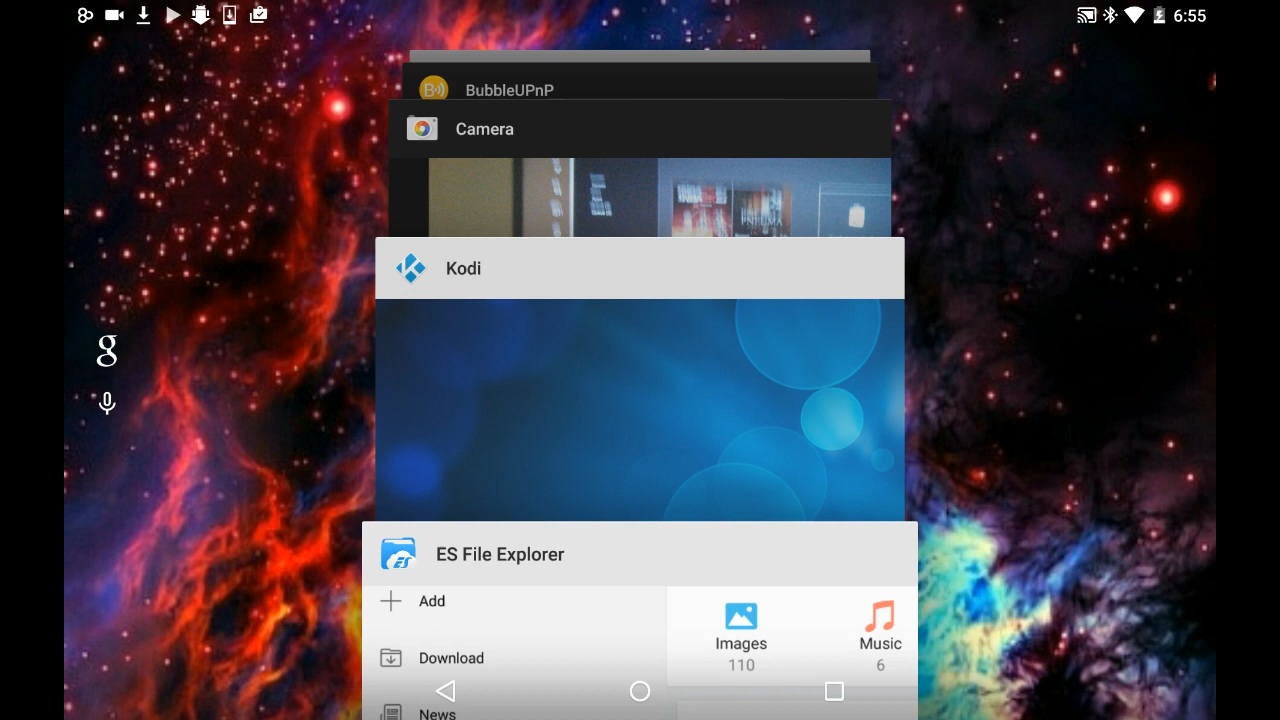 6:55
BubbleUPnP
Camera
Kodi
g
ES File Explorer
Add
Images
Music
110
6
Download
News